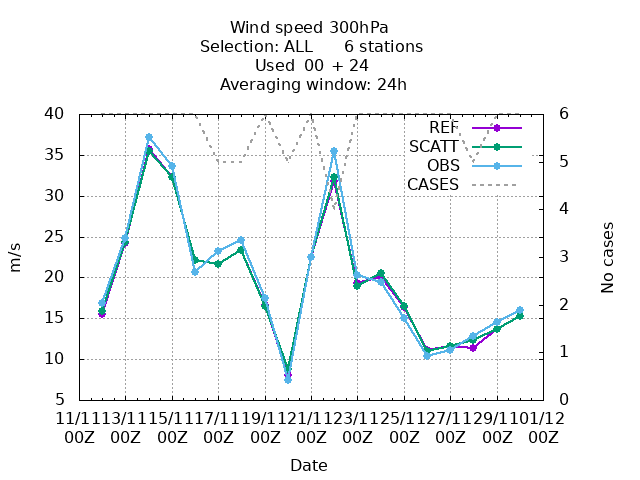 Wind speed 300hPa
Selection: ALL 6 stations
Used 00 + 24
Averaging window: 24h
40
35
30
25
20
15
10
5
m/s
6
5
4
3
2
1
0
No cases
REF
SCATT
OBS
CASES
11/11 13/11 15/11 17/11 19/11 21/11 23/11 25/11 27/11 29/11 01/12
00Z 00Z 00Z 00Z 00Z 00Z 00Z 00Z 00Z 00Z 00Z
Date